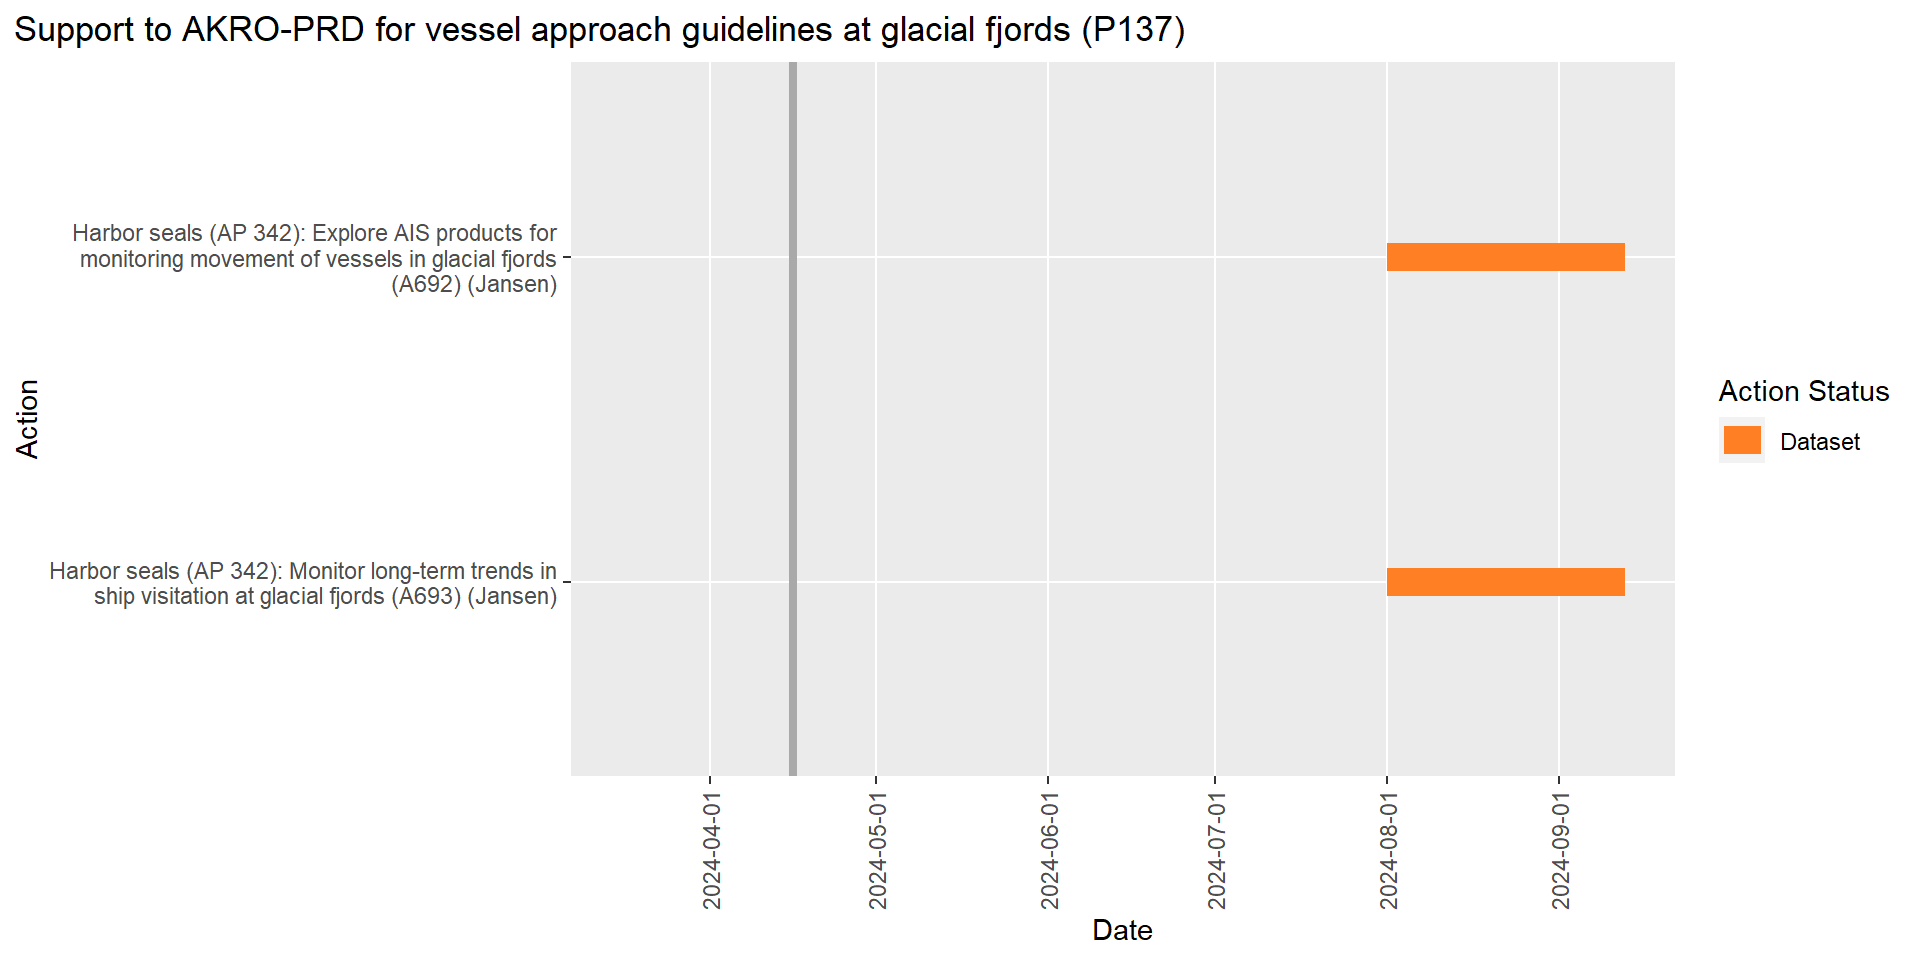 Support to AKRO-PRD for vessel approach guidelines at glacial fjords (P137)
Harbor seals (AP 342): Explore AIS products for
monitoring movement of vessels in glacial fjords
(A692) (Jansen)
Action
Harbor seals (AP 342): Monitor long-term trends in
ship visitation at glacial fjords (A693) (Jansen)
2024-04-01
2024-05-01
2024-06-01
2024-07-01
2024-08-01
2024-09-01
Date
Action Status
Dataset